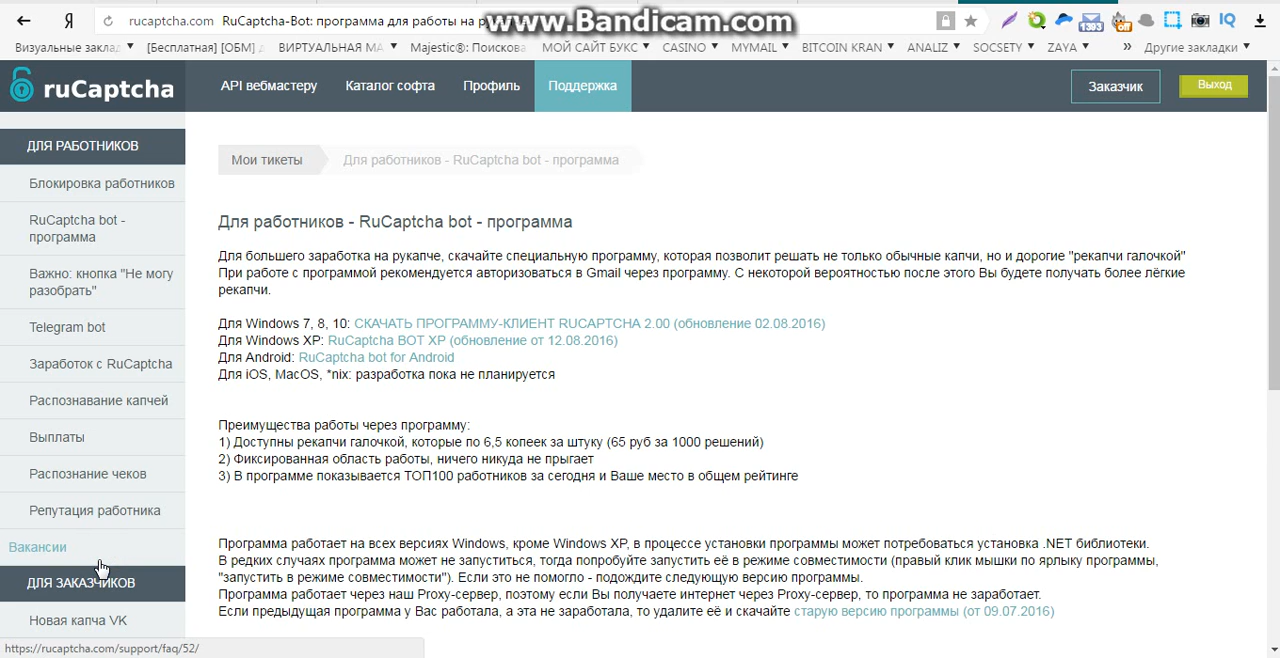 rucaptcha.com RuCaptcha-Bot: программа для работы на
www.Bandicam.com
Визуальные заклад [Бесплатная] [ОБМ] ВИРТУАЛЬНАЯ МА Majestic®: Поисков МОЙ САЙТ БУКС CASINO MYMAIL BITCOIN KRAN ANALIZ SOCSETY ZAYA » Другие закладки
ruCaptcha API вебмастеру Каталог софта Профиль Поддержка Заказчик Выход
ДЛЯ РАБОТНИКОВ
Блокировка работников
RuCaptcha bot -
программа
Важно: кнопка "Не могу
разобрать"
Telegram bot
Заработок с RuCaptcha
Распознавание капчей
Выплаты
Распознание чеков
Репутация работника
Вакансии
ДЛЯ ЗАКАЗЧИКОВ
Новая капча VK
https://rucaptcha.com/support/faq/52/
Мои тикеты Для работников - RuCaptcha bot - программа
Для работников - RuCaptcha bot - программа
Для большего заработка на рукапче, скачайте специальную программу, которая позволит решать не только обычные капчи, но и дорогие "рекапчи галочкой"
При работе с программой рекомендуется авторизоваться в Gmail через программу. С некоторой вероятностью после этого Вы будете получать более лёгкие
рекапчи.
Для Windows 7, 8, 10: СКАЧАТЬ ПРОГРАММУ-КЛИЕНТ RUCAPTCHA 2.00 (обновление 02.08.2016)
Для Windows XP: RuCaptcha BOT XP (обновление от 12.08.2016)
Для Android: RuCaptcha bot for Android
Для iOS, MacOS, *nix: разработка пока не планируется
Преимущества работы через программу:
1) Доступны рекапчи галочкой, которые по 6,5 копеек за штуку (65 руб за 1000 решений)
2) Фиксированная область работы, ничего никуда не прыгает
3) В программе показывается ТОП100 работников за сегодня и Ваше место в общем рейтинге
Программа работает на всех версиях Windows, кроме Windows XP, в процессе установки программы может потребоваться установка .NET библиотеки.
В редких случаях программа может не запуститься, тогда попробуйте запустить её в режиме совместимости (правый клик мышки по ярлыку программы,
"запустить в режиме совместимости"). Если это не помогло - подождите следующую версию программы.
Программа работает через наш Proxy-сервер, поэтому если Вы получаете интернет через Proxy-сервер, то программа не заработает.
Если предыдущая программа у Вас работала, а эта не заработала, то удалите её и скачайте старую версию программы (от 09.07.2016)